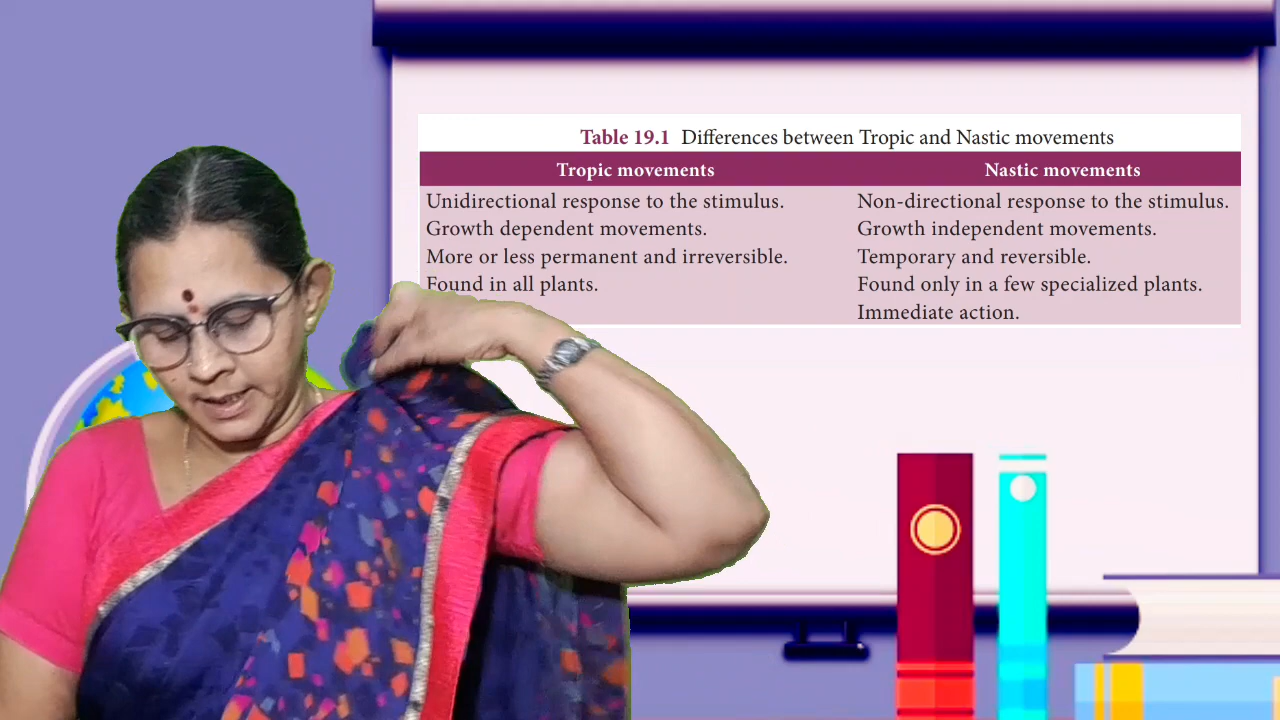 Table 19.1 Differences between Tropic and Nastic movements
Tropic movements Nastic movements
Unidirectional response to the stimulus. Non-directional response to the stimulus.
Growth dependent movements. Growth independent movements.
More or less permanent and irreversible. Temporary and reversible.
Found in all plants. Found only in a few specialized plants.
Immediate action.